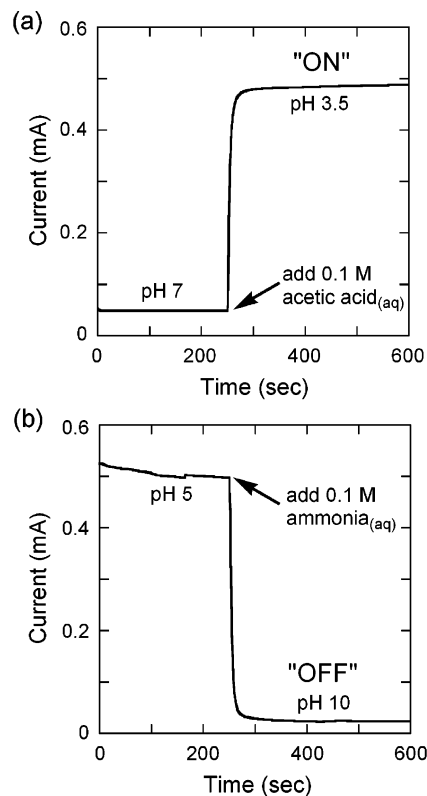 (a)
0.6
"ON"
pH 3.5
0.4
Current (mA)
0.2
pH 7
add 0.1 M
acetic acid(aq)
0
0 200 400 600
Time (sec)
(b)
0.6
pH 5
add 0.1 M
ammonia(aq)
0.4
Current (mA)
0.2
"OFF"
pH 10
0
0 200 400 600
Time (sec)